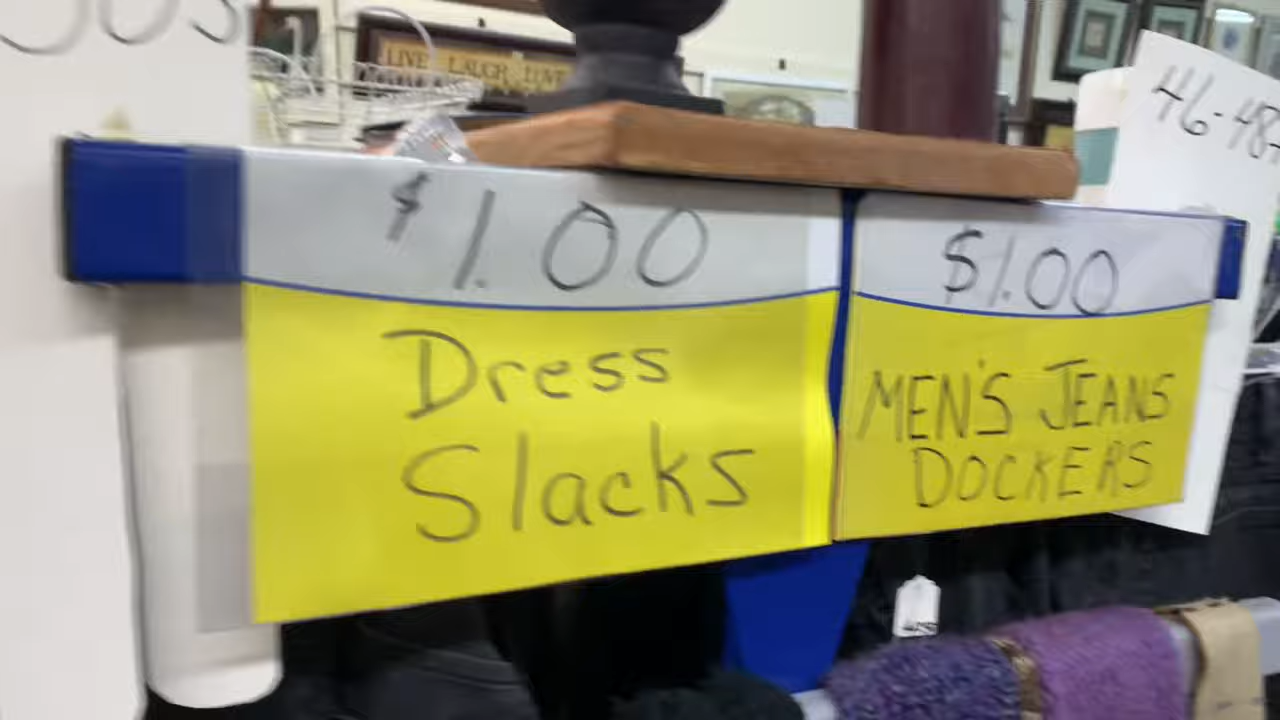 LIVE LAUGH LOVE
46-48
$1.00
Dress
Slacks
$1.00
MEN'S JEANS
DOCKERS